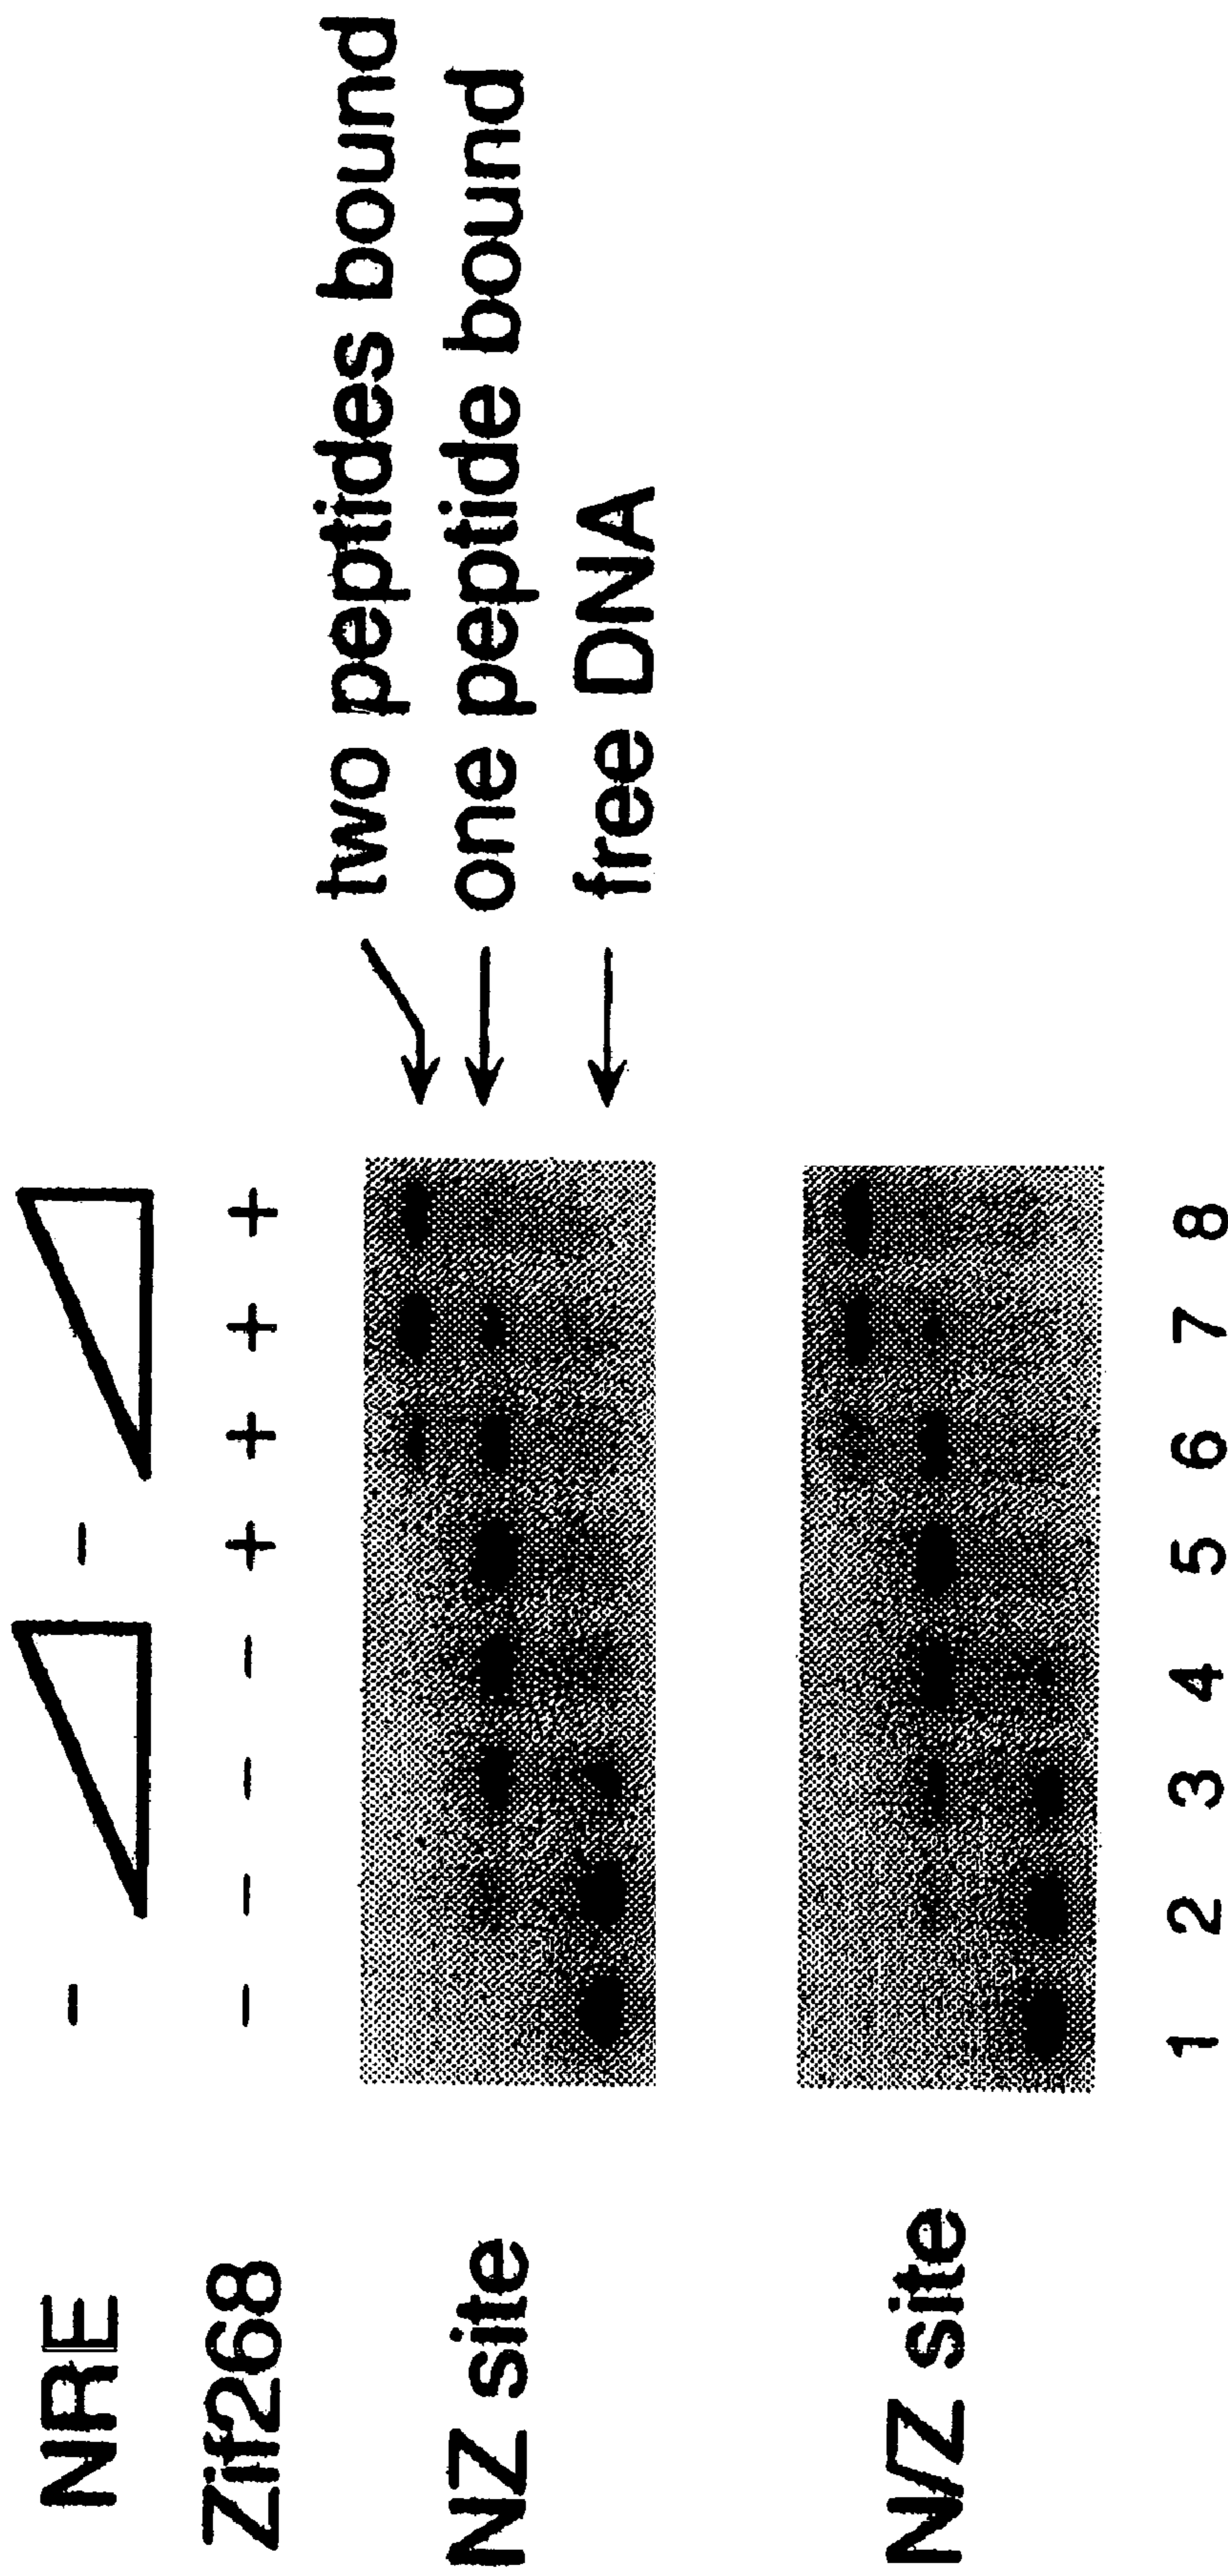 NRE - -
Zif268 - - - - + + + +
two peptides bound
one peptide bound
free DNA
NZ site
N/Z site
1 2 3 4 5 6 7 8